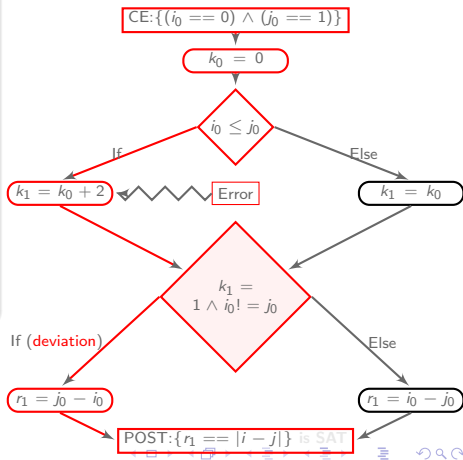 CE:{(i₀ == 0) ∧ (j₀ == 1)}
k₀ = 0
i₀ ≤ j₀
If
Else
k₁ = k₀ + 2
Error
k₁ = k₀
k₁ =
1 ∧ i₀! = j₀
If (deviation)
Else
r₁ = j₀ − i₀
r₁ = i₀ − j₀
POST:{r₁ == |i − j|} is SAT